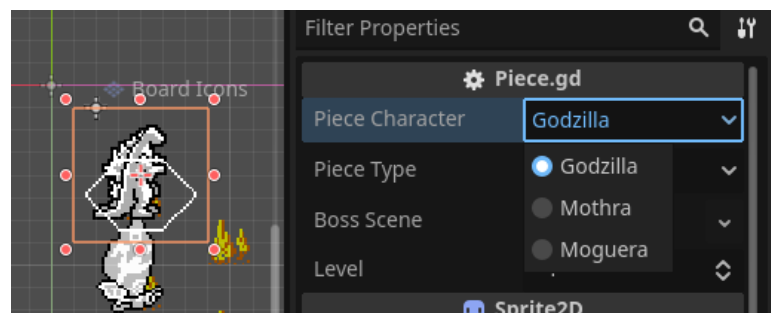 Filter Properties
Board Icons
Piece.gd
Piece Character
Godzilla
Piece Type
Godzilla
Mothra
Boss Scene
Moguera
Level
Sprite2D